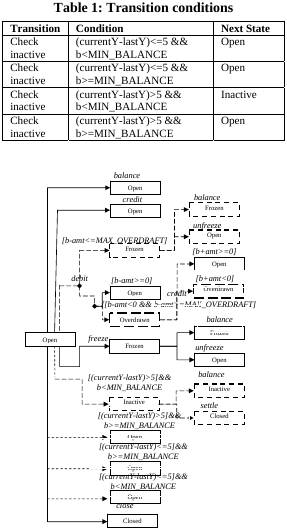 Table 1: Transition conditions
Transition Condition Next State
Check inactive (currentY-lastY)<=5 && b<MIN_BALANCE Open
Check inactive (currentY-lastY)<=5 && b>=MIN_BALANCE Open
Check inactive (currentY-lastY)>5 && b<MIN_BALANCE Inactive
Check inactive (currentY-lastY)>5 && b>=MIN_BALANCE Open
balance
Open
credit
Open
balance
Frozen
unfreeze
Open
[b-amt<=MAX_OVERDRAFT]
Frozen
[b+amt>=0]
Open
debit
[b-amt>=0]
Open
credit
[b+amt<0]
Overdrawn
[b-amt<0 && b-amt>=MAX_OVERDRAFT]
Overdrawn
Open
freeze
Frozen
balance
Frozen
unfreeze
Open
balance
[(currentY-lastY)>5]&&
b<MIN_BALANCE
Inactive
Inactive
settle
Closed
[(currentY-lastY)>5]&&
b>=MIN_BALANCE
Open
[(currentY-lastY)<=5]&&
b>=MIN_BALANCE
Open
[(currentY-lastY)<=5]&&
b<MIN_BALANCE
Open
close
Closed